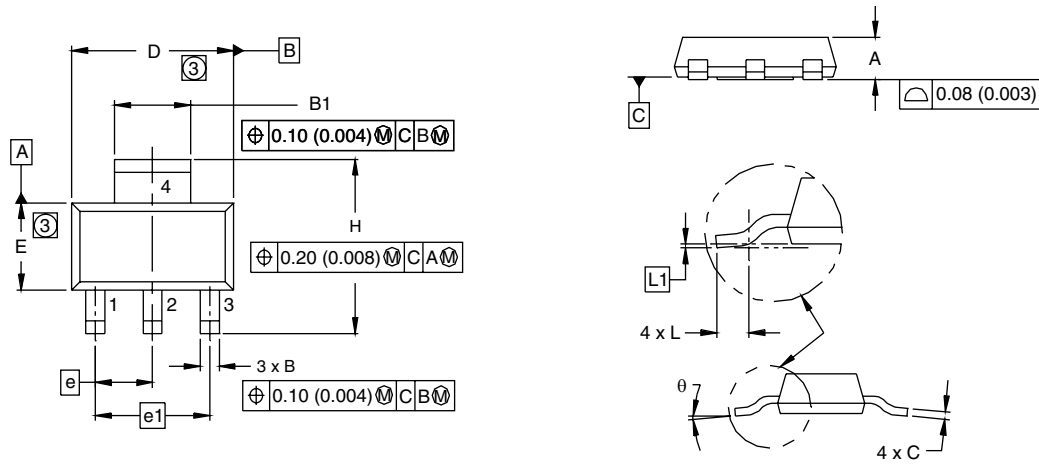 D
B
③
B1
⌖ 0.10 (0.004) Ⓜ C B Ⓜ
A
4
③
E
H
⌖ 0.20 (0.008) Ⓜ C A Ⓜ
1
2
3
3 x B
e
e1
⌖ 0.10 (0.004) Ⓜ C B Ⓜ
A
C
⌓ 0.08 (0.003)
L1
4 x L
θ
4 x C